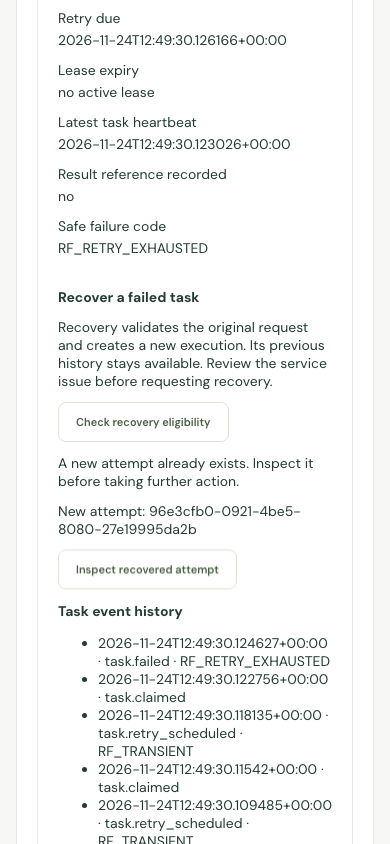 Retry due
2026-11-24T12:49:30.126166+00:00
Lease expiry
no active lease
Latest task heartbeat
2026-11-24T12:49:30.123026+00:00
Result reference recorded
no
Safe failure code
RF_RETRY_EXHAUSTED
Recover a failed task
Recovery validates the original request
and creates a new execution. Its previous
history stays available. Review the service
issue before requesting recovery.
Check recovery eligibility
A new attempt already exists. Inspect it
before taking further action.
New attempt: 96e3cfb0-0921-4be5-
8080-27e19995da2b
Inspect recovered attempt
Task event history
• 2026-11-24T12:49:30.124627+00:00
· task.failed · RF_RETRY_EXHAUSTED
• 2026-11-24T12:49:30.122756+00:00
· task.claimed
• 2026-11-24T12:49:30.118135+00:00 ·
task.retry_scheduled ·
RF_TRANSIENT
• 2026-11-24T12:49:30.11542+00:00 ·
task.claimed
• 2026-11-24T12:49:30.109485+00:00
· task.retry_scheduled ·
RF_TRANSIENT